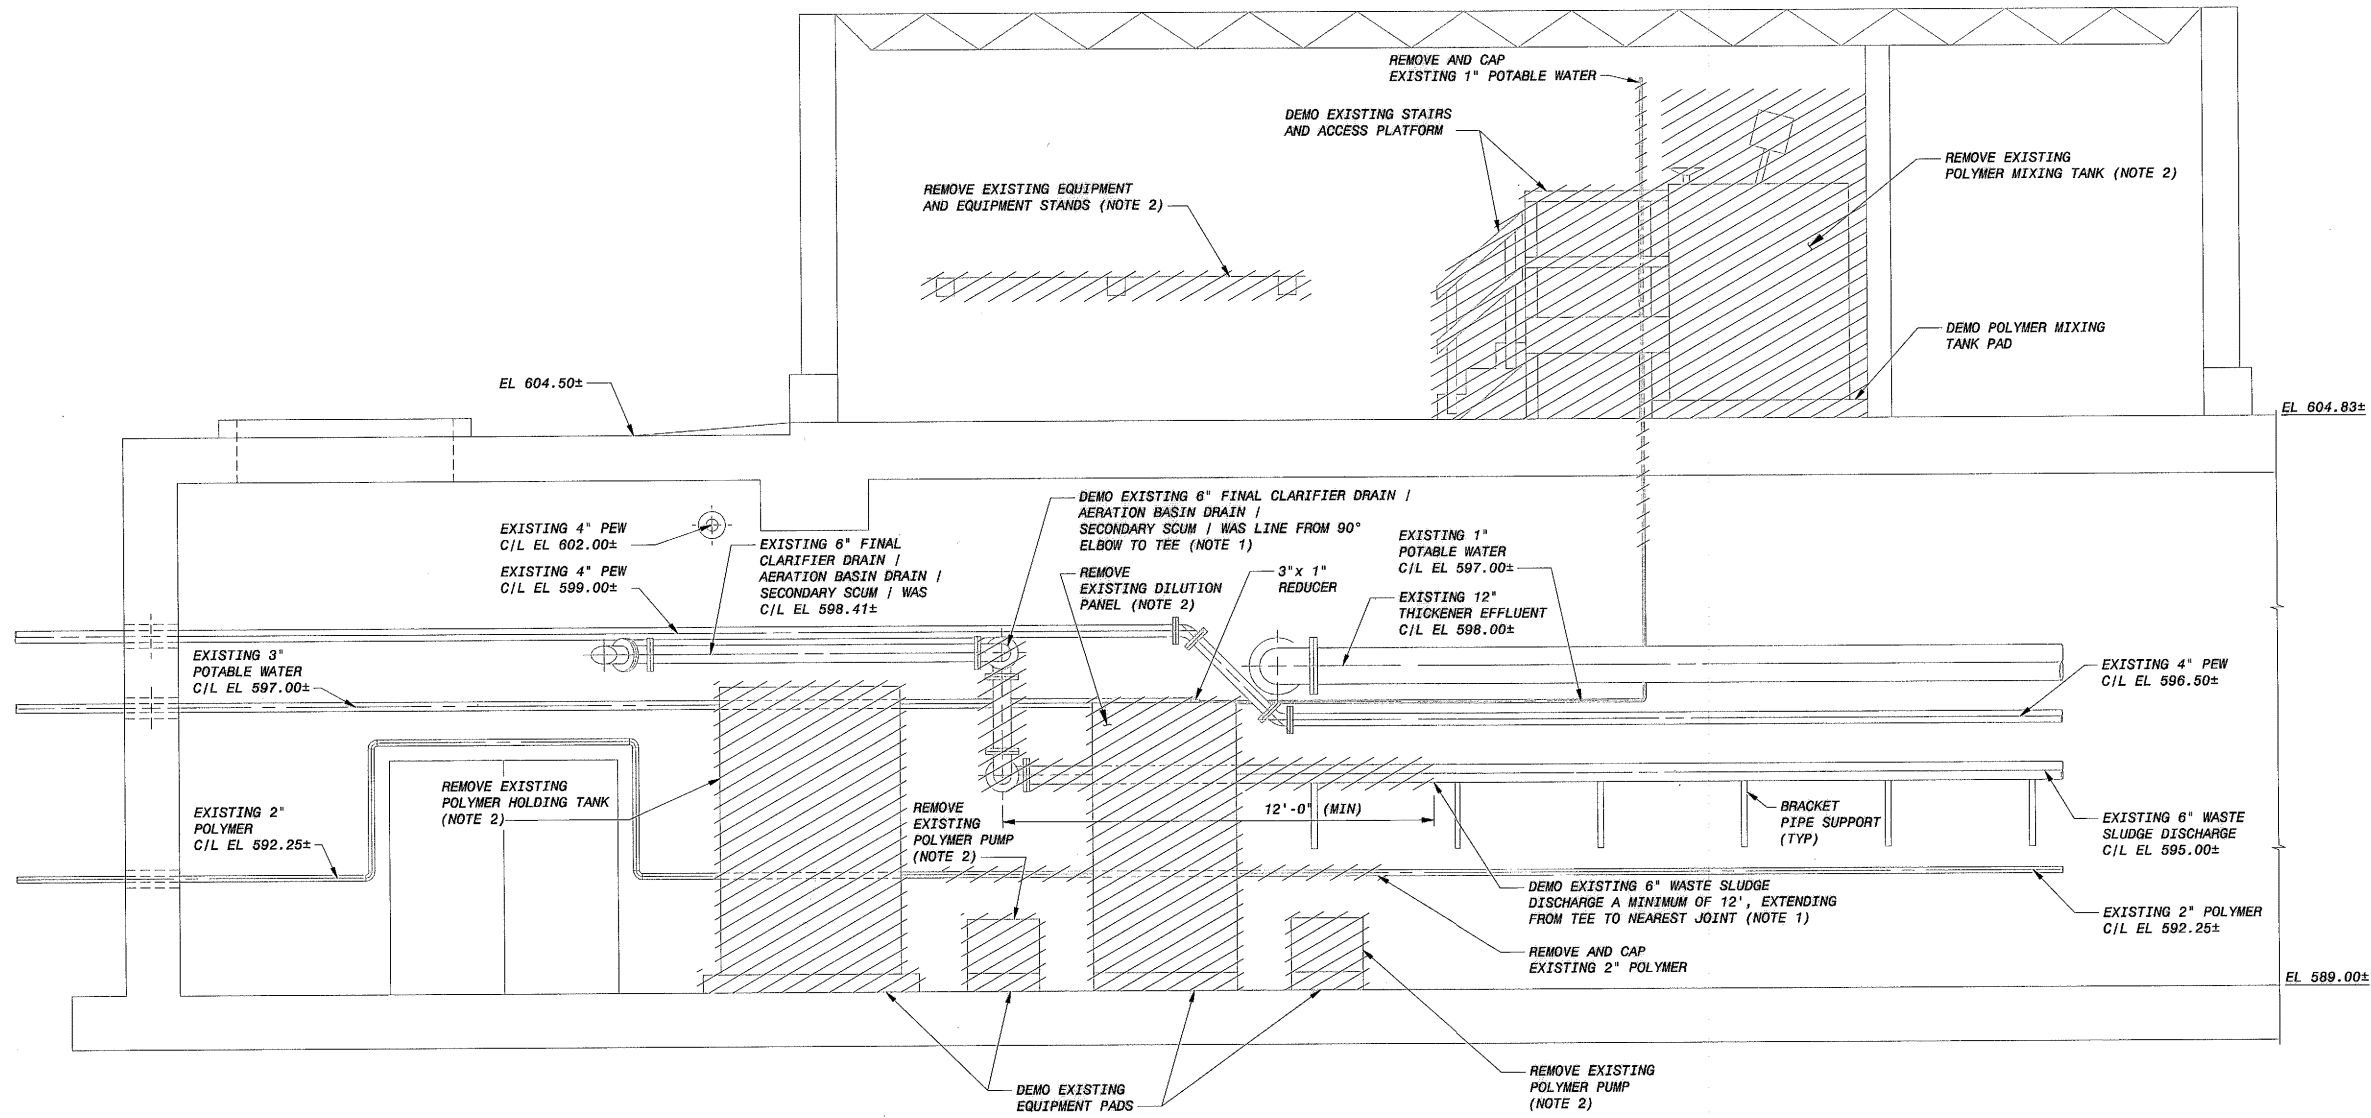 REMOVE AND CAP
EXISTING 1" POTABLE WATER
DEMO EXISTING STAIRS
AND ACCESS PLATFORM
REMOVE EXISTING
POLYMER MIXING TANK (NOTE 2)
REMOVE EXISTING EQUIPMENT
AND EQUIPMENT STANDS (NOTE 2)
DEMO POLYMER MIXING
TANK PAD
EL 604.50±
EL 604.83±
EXISTING 4" PEW
C/L EL 602.00±
EXISTING 4" PEW
C/L EL 599.00±
EXISTING 6" FINAL
CLARIFIER DRAIN /
AERATION BASIN DRAIN /
SECONDARY SCUM / WAS
C/L EL 598.41±
DEMO EXISTING 6" FINAL CLARIFIER DRAIN /
AERATION BASIN DRAIN /
SECONDARY SCUM / WAS LINE FROM 90°
ELBOW TO TEE (NOTE 1)
REMOVE
EXISTING DILUTION
PANEL (NOTE 2)
3"x 1"
REDUCER
EXISTING 1"
POTABLE WATER
C/L EL 597.00±
EXISTING 12"
THICKENER EFFLUENT
C/L EL 598.00±
EXISTING 3"
POTABLE WATER
C/L EL 597.00±
EXISTING 4" PEW
C/L EL 596.50±
EXISTING 2"
POLYMER
C/L EL 592.25±
REMOVE EXISTING
POLYMER HOLDING TANK
(NOTE 2)
REMOVE
EXISTING
POLYMER PUMP
(NOTE 2)
12'-0" (MIN)
BRACKET
PIPE SUPPORT
(TYP)
EXISTING 6" WASTE
SLUDGE DISCHARGE
C/L EL 595.00±
DEMO EXISTING 6" WASTE SLUDGE
DISCHARGE A MINIMUM OF 12', EXTENDING
FROM TEE TO NEAREST JOINT (NOTE 1)
EXISTING 2" POLYMER
C/L EL 592.25±
REMOVE AND CAP
EXISTING 2" POLYMER
EL 589.00±
DEMO EXISTING
EQUIPMENT PADS
REMOVE EXISTING
POLYMER PUMP
(NOTE 2)